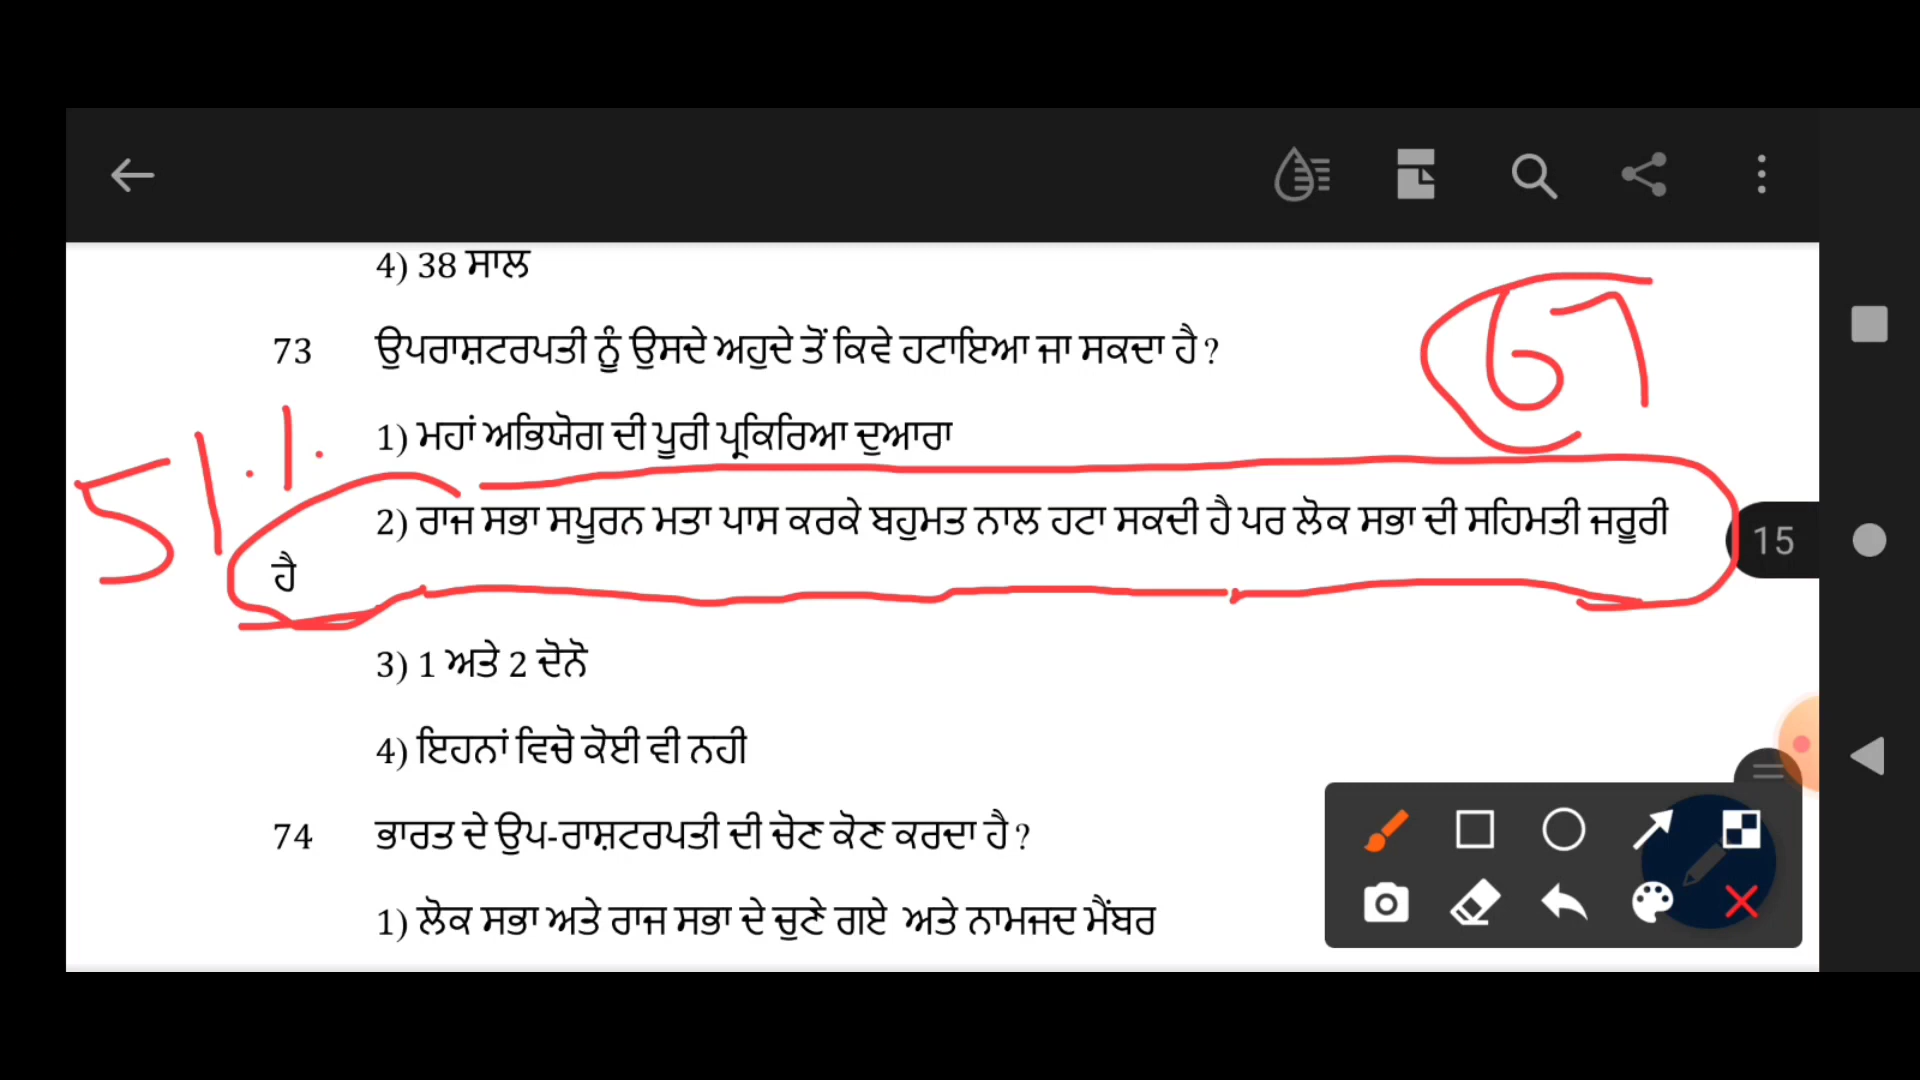 4) 38 ਸਾਲ
67
73 ਉਪਰਾਸ਼ਟਰਪਤੀ ਨੂੰ ਉਸਦੇ ਅਹੁਦੇ ਤੋਂ ਕਿਵੇ ਹਟਾਇਆ ਜਾ ਸਕਦਾ ਹੈ ?
1) ਮਹਾਂ ਅਭਿਯੋਗ ਦੀ ਪੂਰੀ ਪ੍ਰਕਿਰਿਆ ਦੁਆਰਾ
51 %
2) ਰਾਜ ਸਭਾ ਸਪੂਰਨ ਮਤਾ ਪਾਸ ਕਰਕੇ ਬਹੁਮਤ ਨਾਲ ਹਟਾ ਸਕਦੀ ਹੈ ਪਰ ਲੋਕ ਸਭਾ ਦੀ ਸਹਿਮਤੀ ਜਰੂਰੀ
ਹੈ
15
3) 1 ਅਤੇ 2 ਦੋਨੋ
4) ਇਹਨਾਂ ਵਿਚੋ ਕੋਈ ਵੀ ਨਹੀ
74 ਭਾਰਤ ਦੇ ਉਪ-ਰਾਸ਼ਟਰਪਤੀ ਦੀ ਚੋਣ ਕੋਣ ਕਰਦਾ ਹੈ ?
1) ਲੋਕ ਸਭਾ ਅਤੇ ਰਾਜ ਸਭਾ ਦੇ ਚੁਣੇ ਗਏ ਅਤੇ ਨਾਮਜਦ ਮੈਂਬਰ